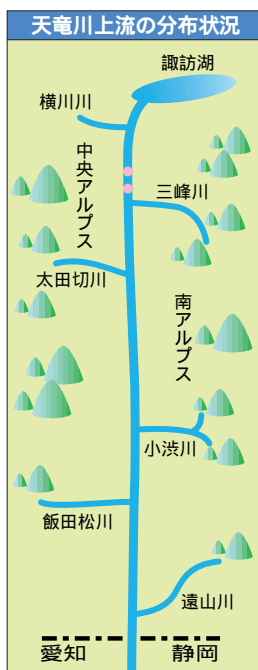 天竜川上流の分布状況
諏訪湖
横川川
中央アルプス
三峰川
太田切川
南アルプス
小渋川
飯田松川
遠山川
愛知
静岡